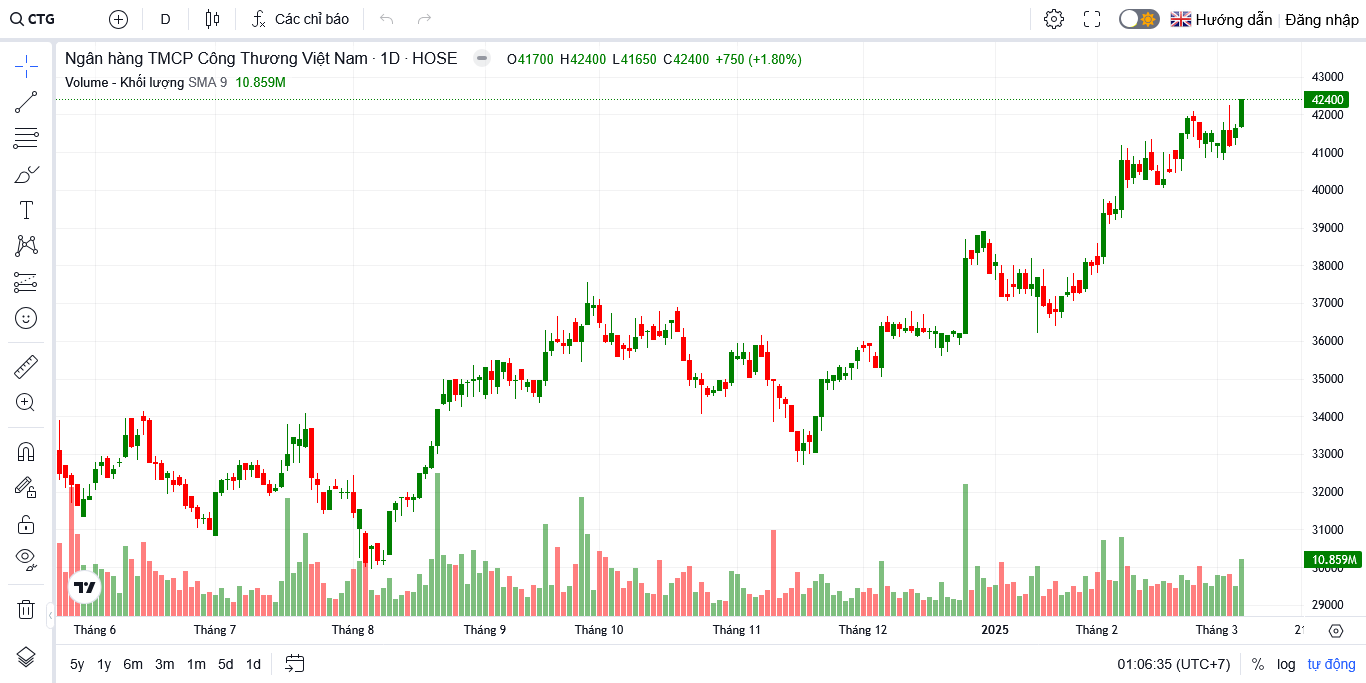 CTG D Các chỉ báo Hướng dẫn Đăng nhập
Ngân hàng TMCP Công Thương Việt Nam · 1D · HOSE O41700 H42400 L41650 C42400 +750 (+1.80%)
Volume - Khối lượng SMA 9 10.859M
43000
42400
42000
41000
40000
39000
38000
37000
36000
35000
34000
33000
32000
31000
10.859M
30000
29000
Tháng 6 Tháng 7 Tháng 8 Tháng 9 Tháng 10 Tháng 11 Tháng 12 2025 Tháng 2 Tháng 3
5y 1y 6m 3m 1m 5d 1d 01:06:35 (UTC+7) % log tự động